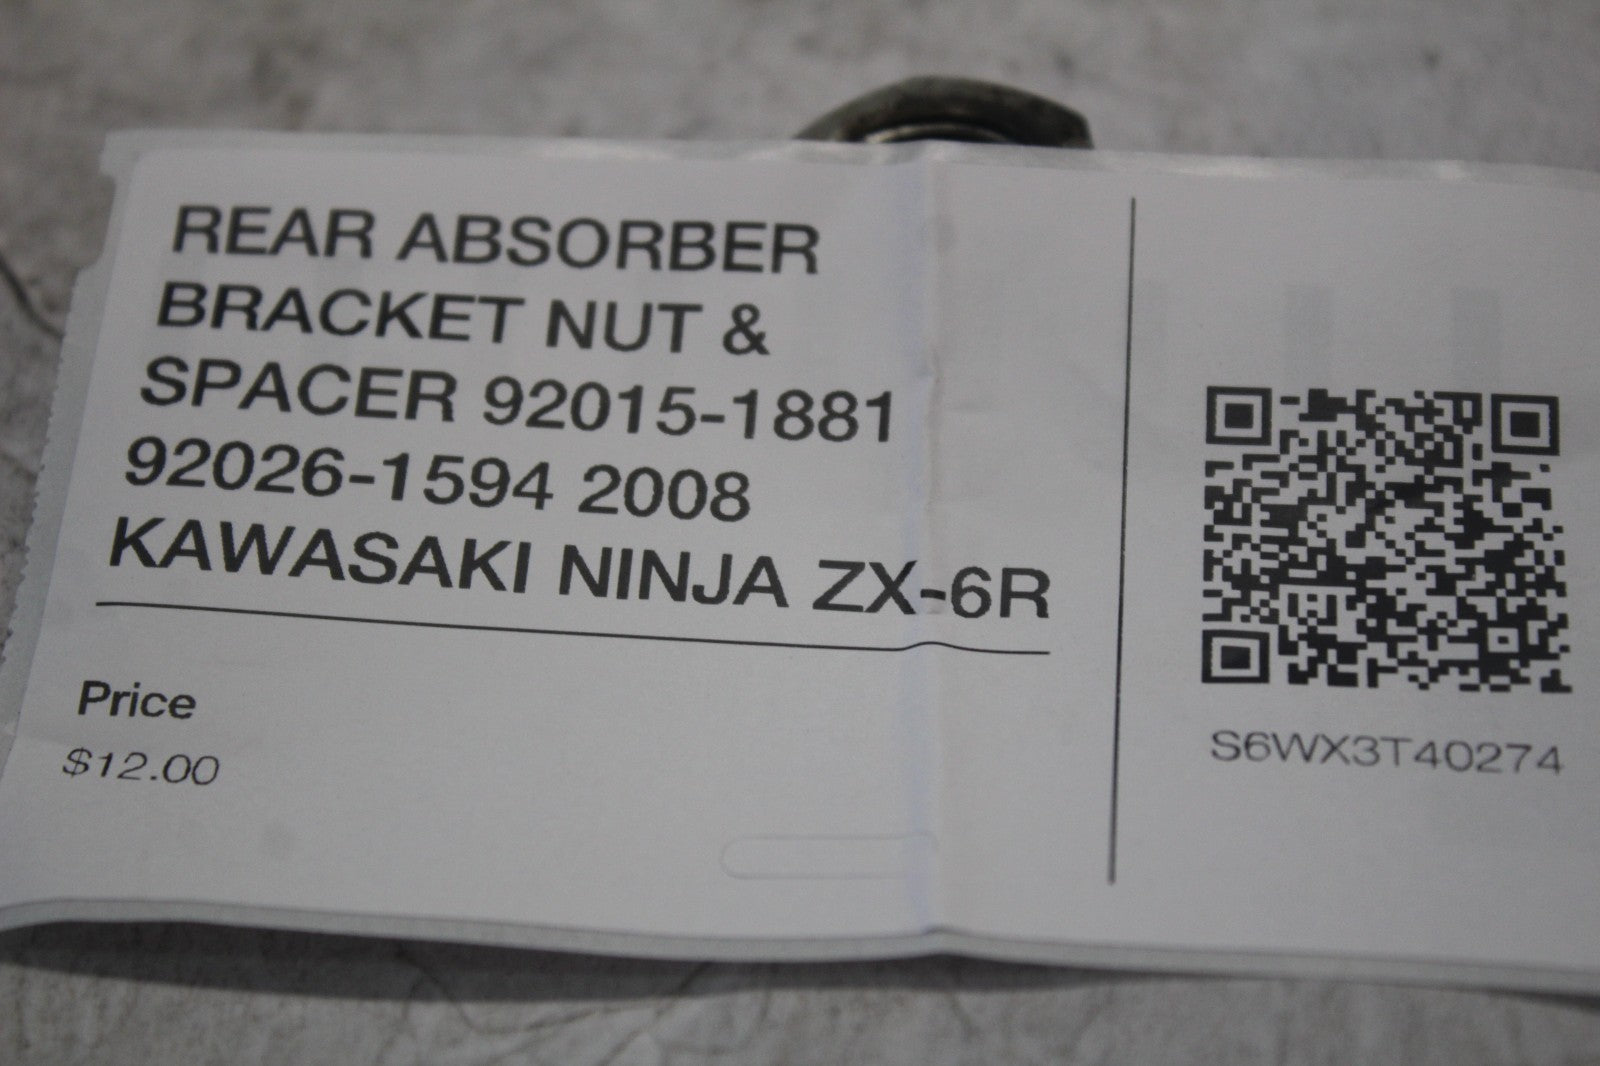 REAR ABSORBER
BRACKET NUT &
SPACER 92015-1881
92026-1594 2008
KAWASAKI NINJA ZX-6R
Price
$12.00
S6WX3T40274